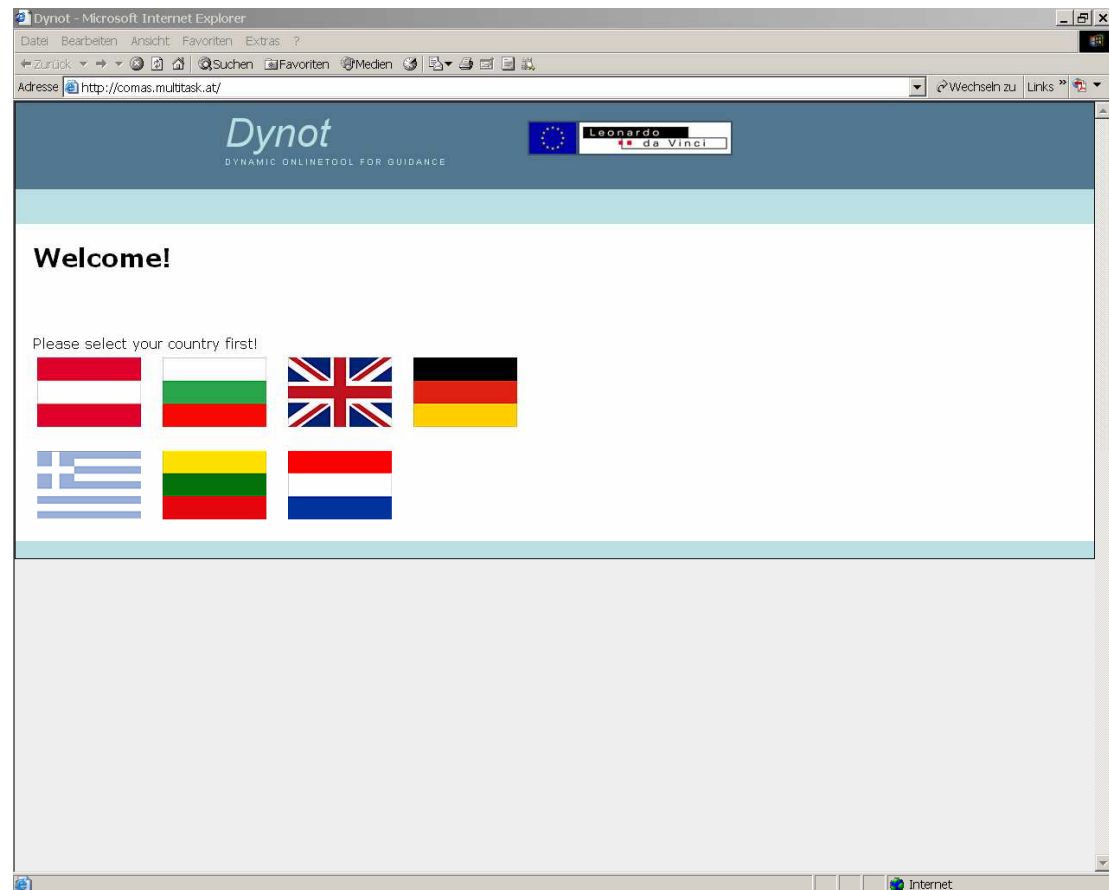 Dynot - Microsoft Internet Explorer
Datei Bearbeiten Ansicht Favoriten Extras ?
Zurück Suchen Favoriten Medien
Adresse http://comas.multitask.at/ Wechseln zu Links »
Dynot
DYNAMIC ONLINETOOL FOR GUIDANCE
Leonardo
da Vinci
Welcome!
Please select your country first!
Internet